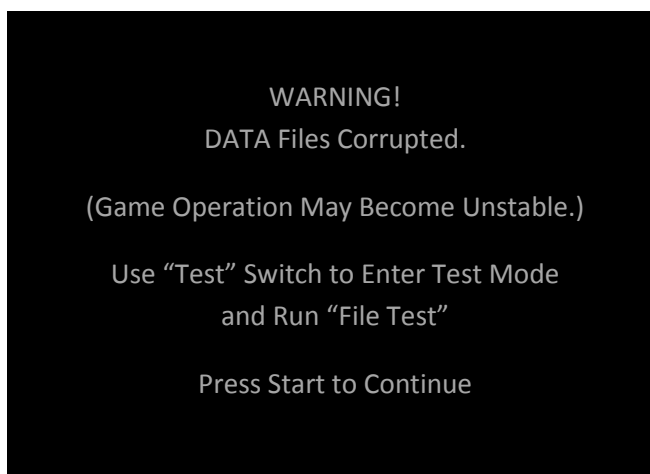 WARNING!
DATA Files Corrupted.
(Game Operation May Become Unstable.)
Use “Test” Switch to Enter Test Mode
and Run “File Test”
Press Start to Continue